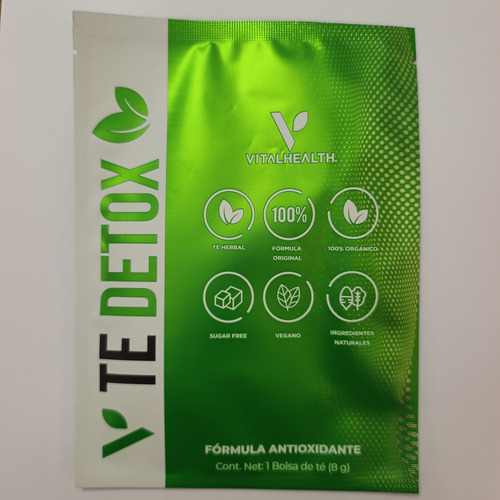 TE DETOX
VITALHEALTH.
TÉ HERBAL
100%
FÓRMULA
ORIGINAL
100% ORGÁNICO
SUGAR FREE
VEGANO
INGREDIENTES
NATURALES
FÓRMULA ANTIOXIDANTE
Cont. Net: 1 Bolsa de té (8 g)